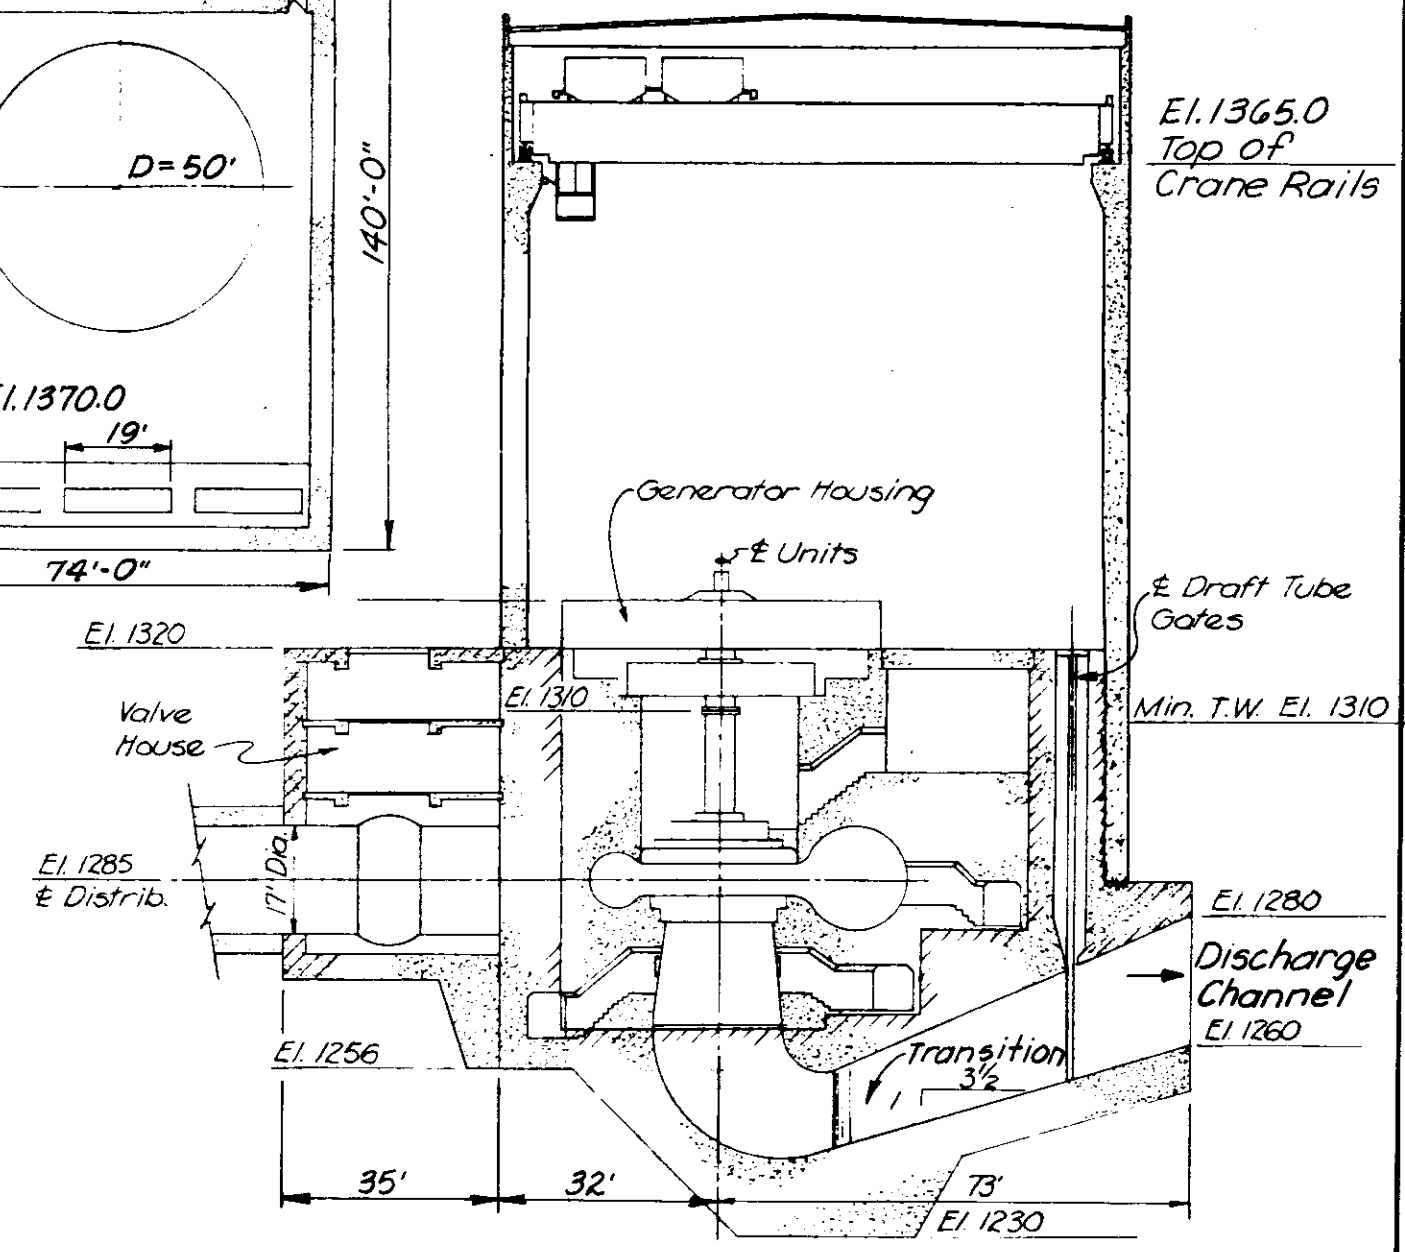 D=50'
140'-0"
El.1370.0
19'
74'-0"
El.1365.0
Top of
Crane Rails
Generator Housing
℄ Units
℄ Draft Tube
Gates
El. 1320
El. 1310
Min. T.W. El. 1310
Valve
House
El. 1285
℄ Distrib.
17' Dia.
El. 1280
Discharge
Channel
El. 1260
El. 1256
Transition
3½
1
35'
32'
73'
El. 1230